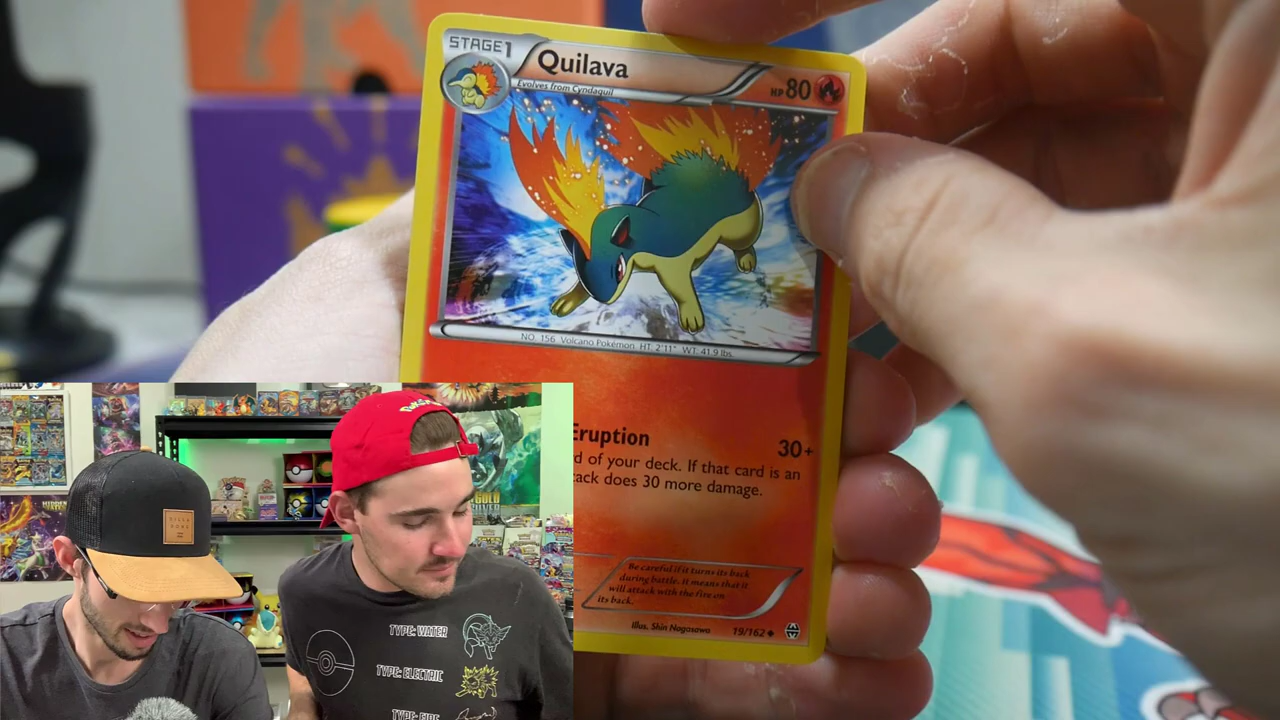 STAGE1
Quilava
Evolves from Cyndaquil
HP 80
NO. 156 Volcano Pokémon. HT. 2'11" WT. 41.9 lbs.
Eruption 30+
d of your deck. If that card is an
tack does 30 more damage.
Be careful if it turns its back
during battle. It means that it
will attack with the fire on
its back.
Illus. Shin Nagasawa 19/162
TYPE: WATER
TYPE: ELECTRIC
TYPE: FIRE
GOLD
SILVER